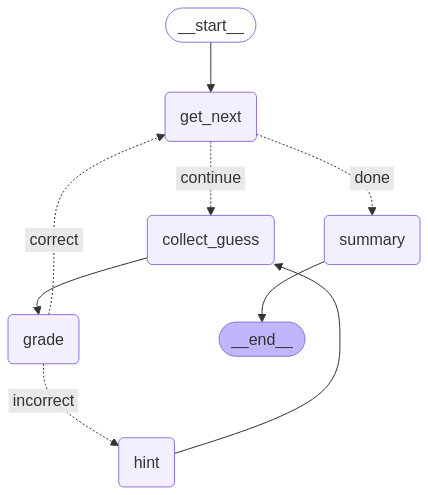 __start__
get_next
continue
done
correct
collect_guess
summary
grade
__end__
incorrect
hint